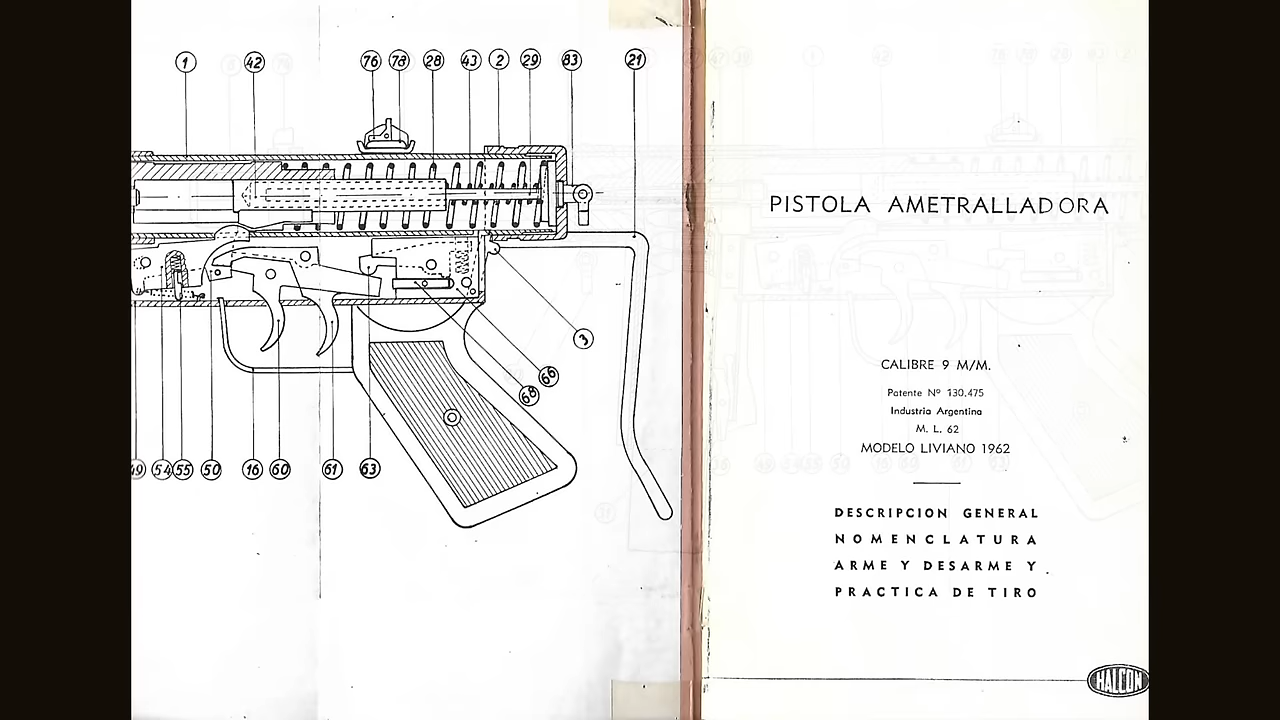 1 42 76 78 28 43 2 29 83 21
3
66
68
49 54 55 50 16 60 61 63
PISTOLA AMETRALLADORA
CALIBRE 9 M/M.
Patente Nº 130.475
Industria Argentina
M. L. 62
MODELO LIVIANO 1962
DESCRIPCION GENERAL
NOMENCLATURA
ARME Y DESARME Y
PRACTICA DE TIRO
HALCON